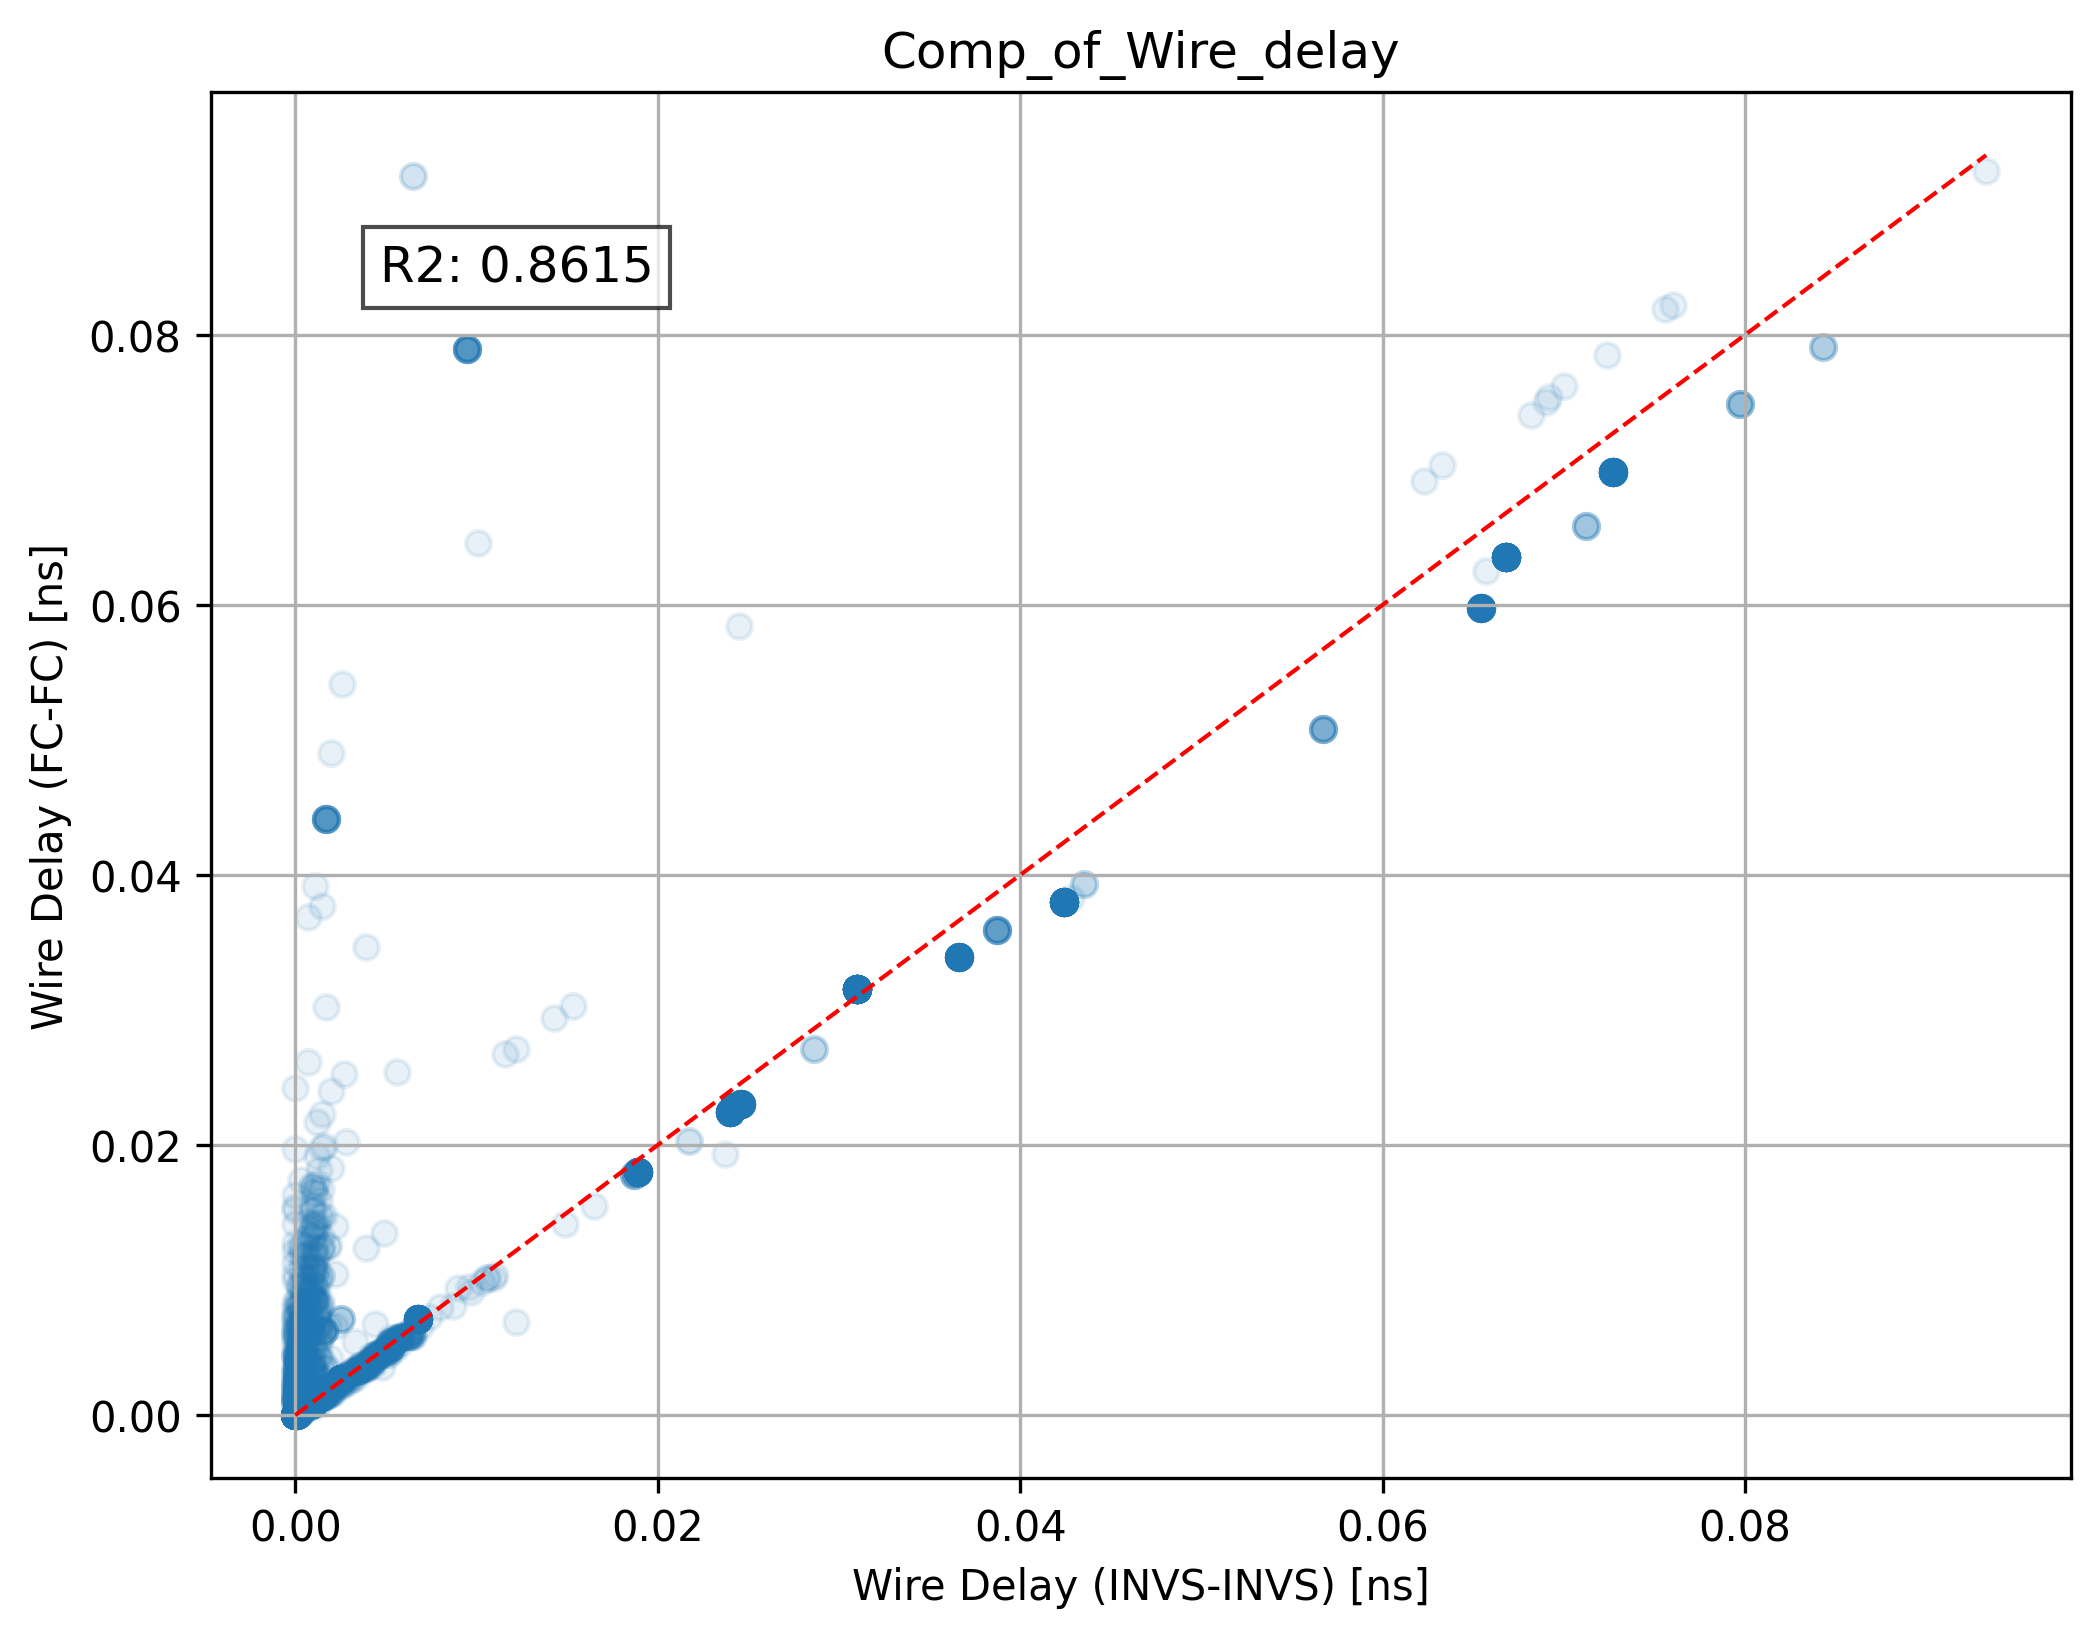 Comp_of_Wire_delay
R2: 0.8615
Wire Delay (FC-FC) [ns]
0.08
0.06
0.04
0.02
0.00
0.00 0.02 0.04 0.06 0.08
Wire Delay (INVS-INVS) [ns]